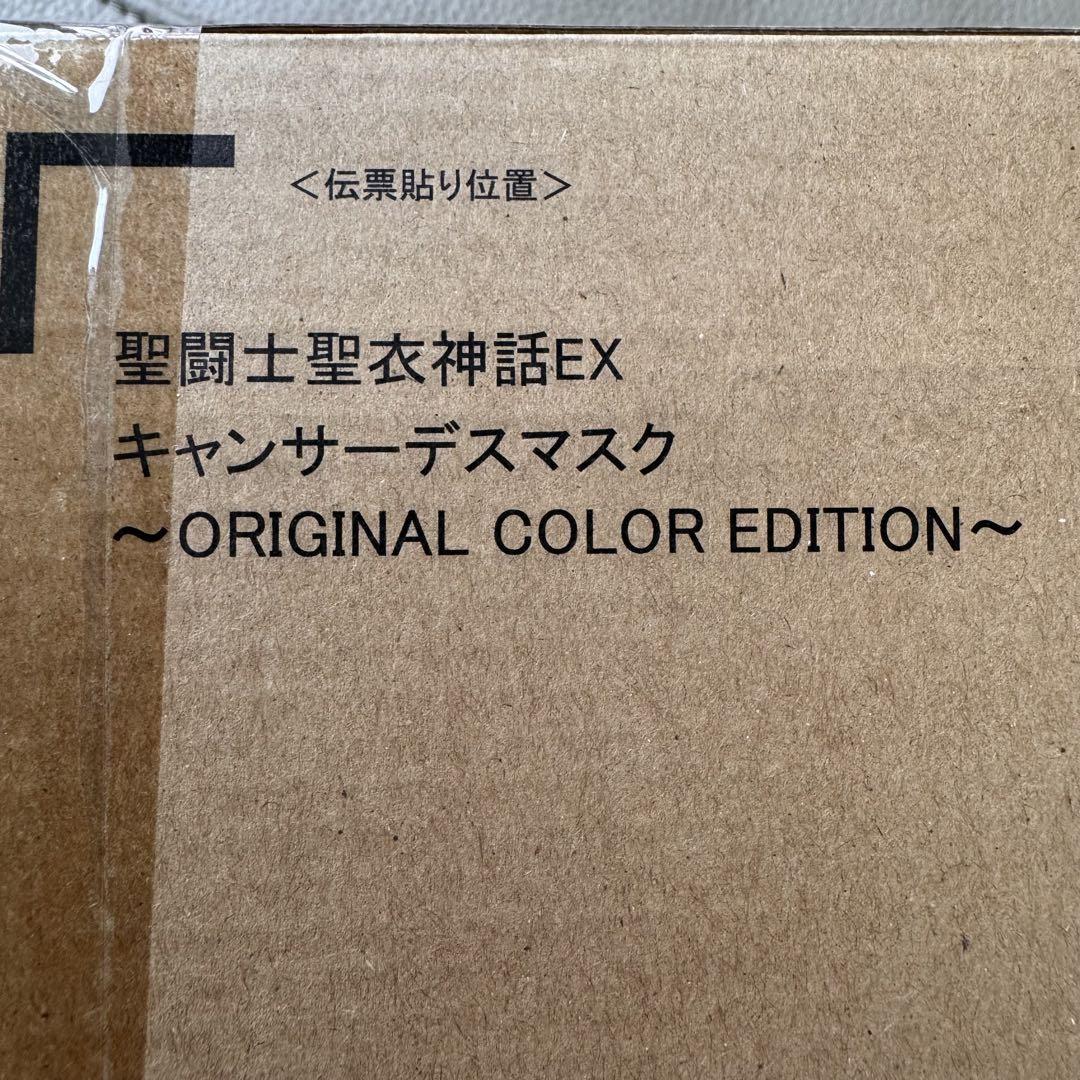 ＜伝票貼り位置＞
聖闘士聖衣神話EX
キャンサーデスマスク
～ORIGINAL COLOR EDITION～